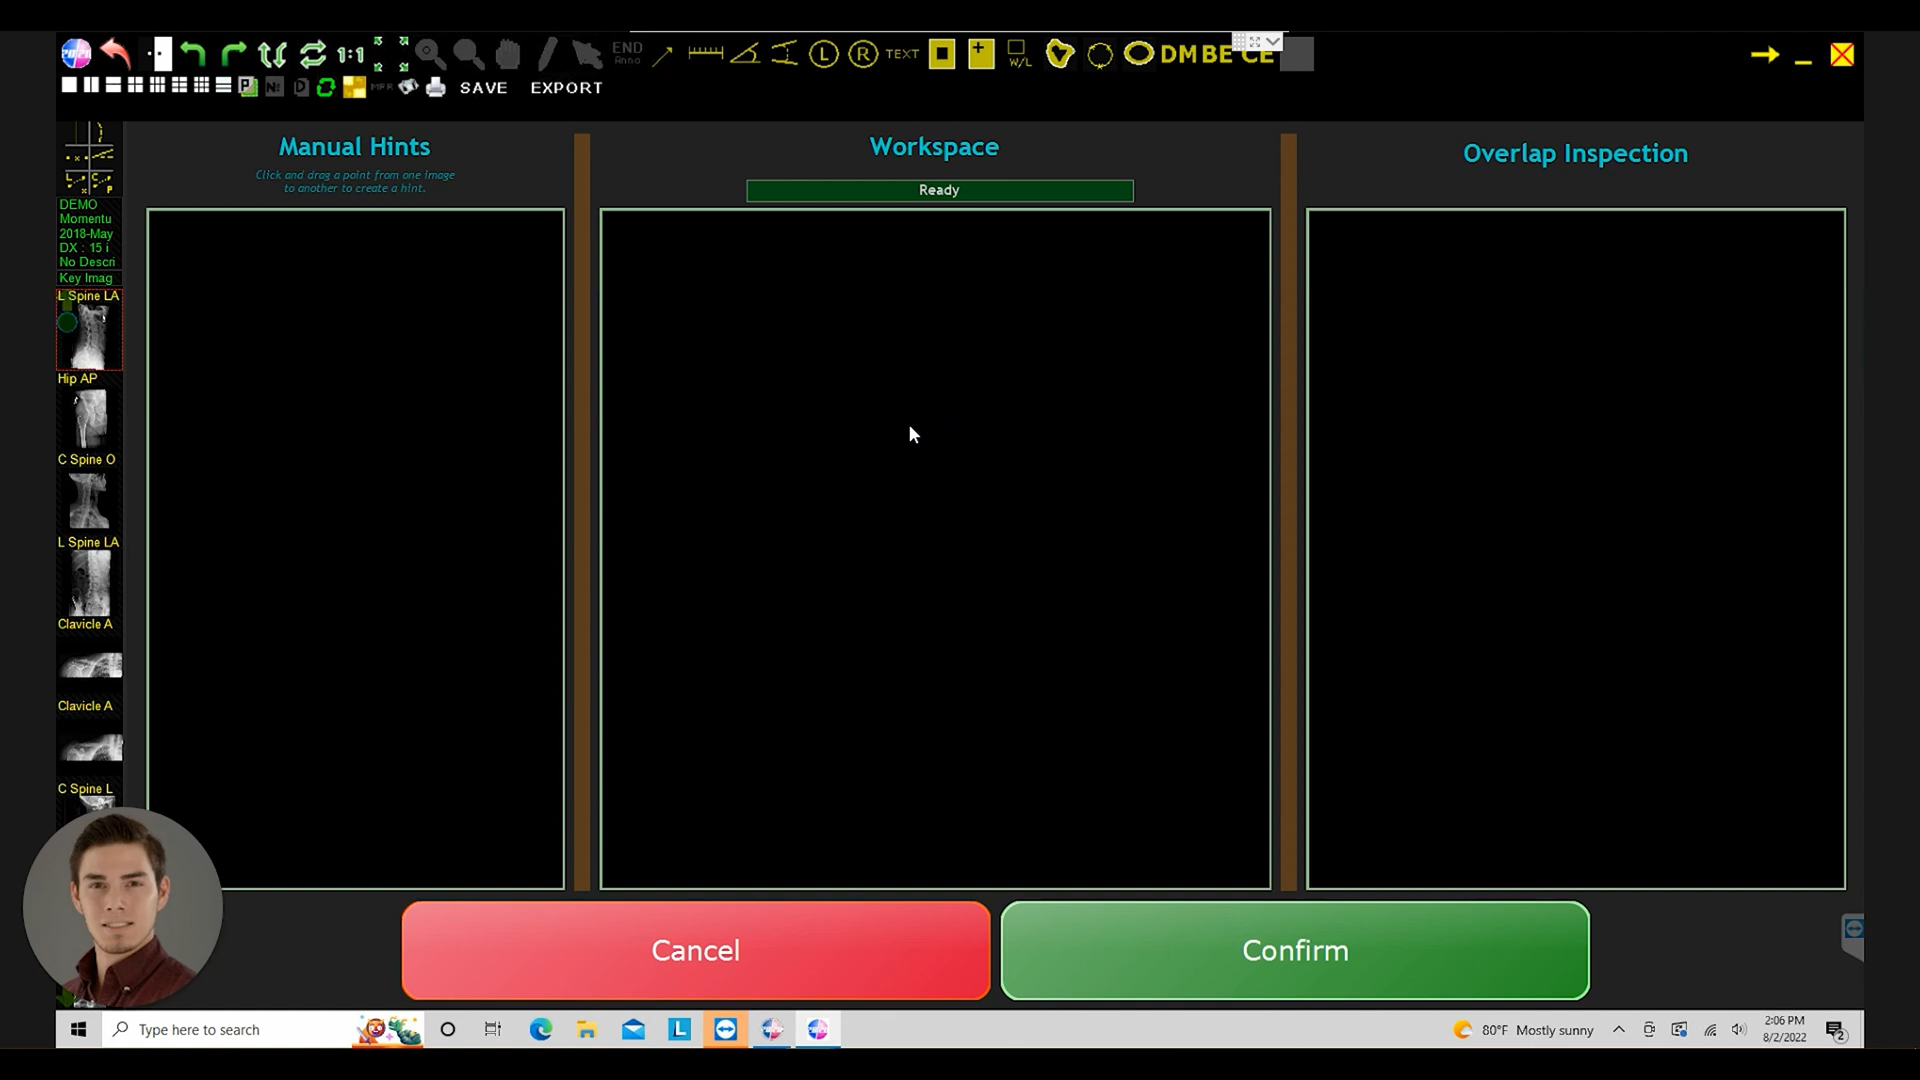 1:1
END
Anno
L
R
TEXT
W/L
DM BE CE
SAVE
EXPORT
Manual Hints
Click and drag a point from one image
to another to create a hint.
Workspace
Ready
Overlap Inspection
DEMO
Momentu
2018-May
DX : 15 i
No Descri
Key Imag
L Spine LA
Hip AP
C Spine O
L Spine LA
Clavicle A
Clavicle A
C Spine L
Cancel
Confirm
Type here to search
L
80°F Mostly sunny
2:06 PM
8/2/2022
2